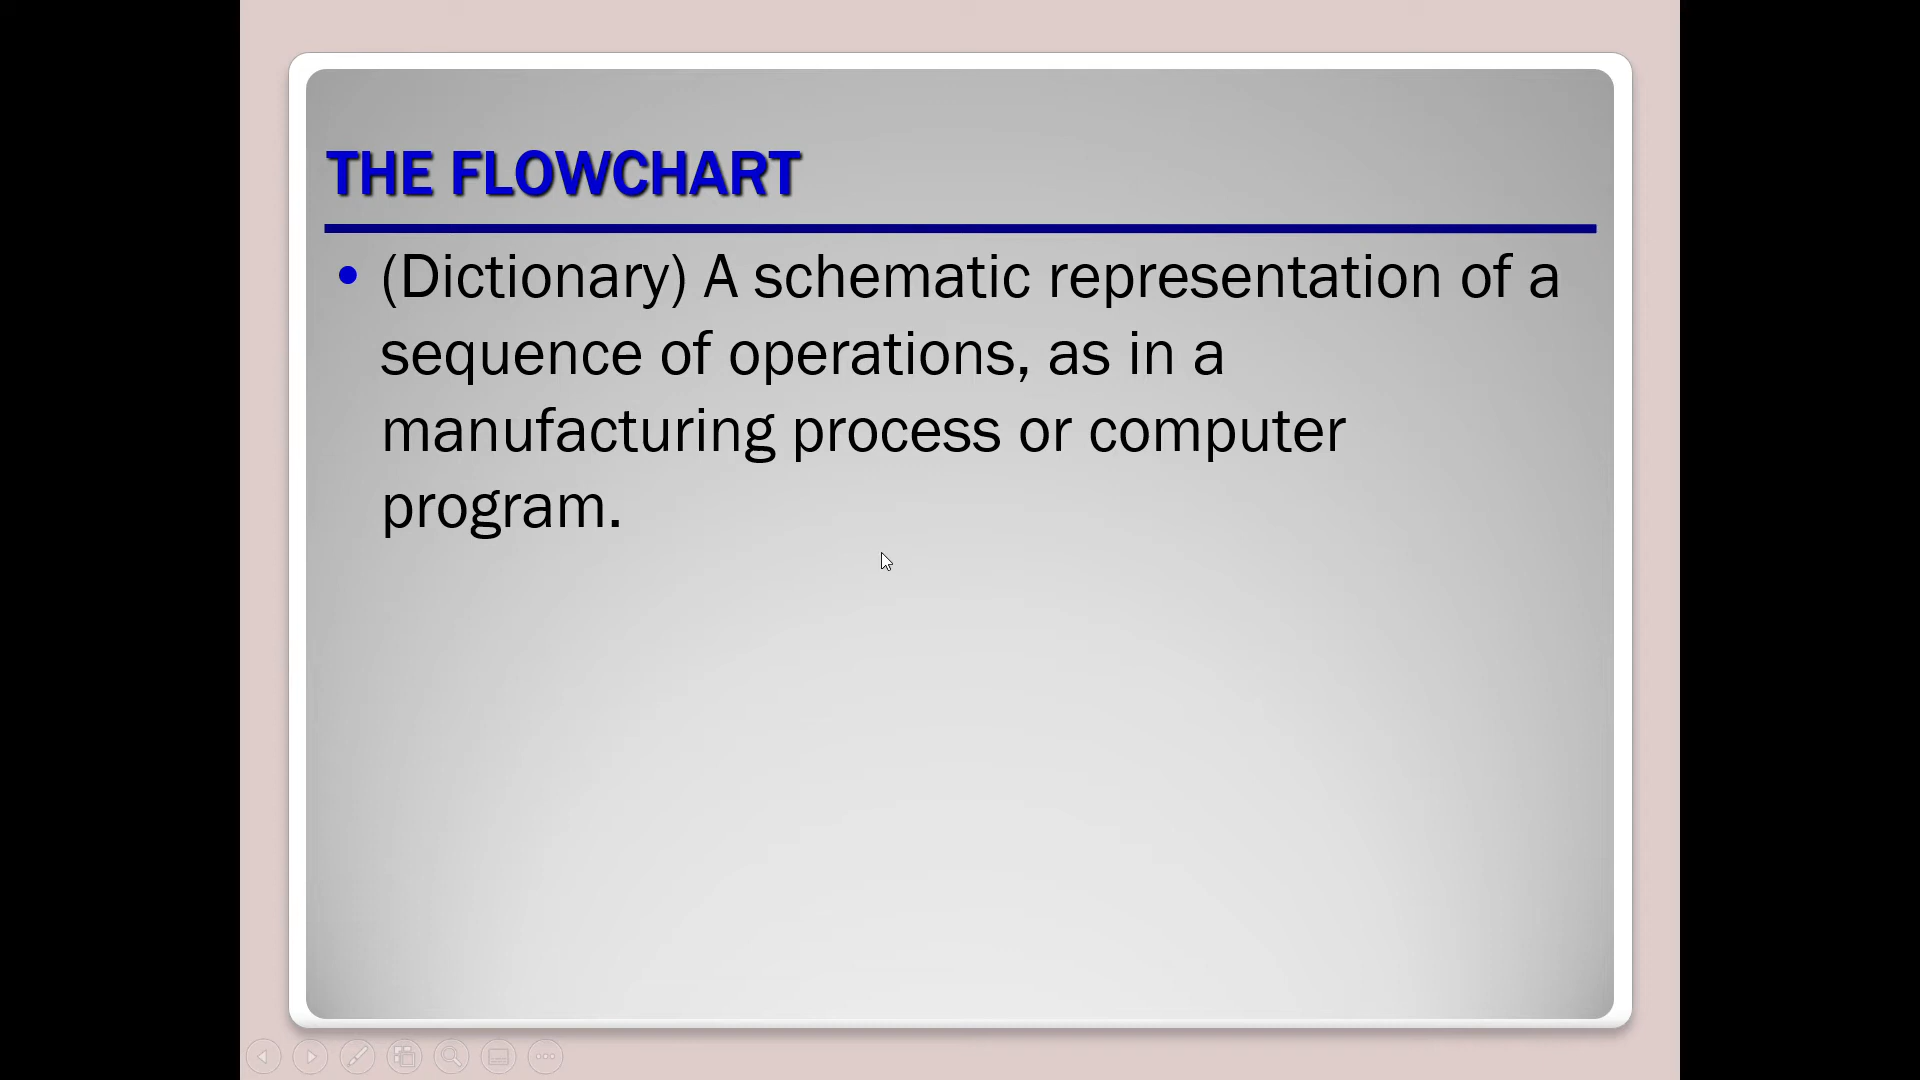 THE FLOWCHART
• (Dictionary) A schematic representation of a
sequence of operations, as in a
manufacturing process or computer
program.